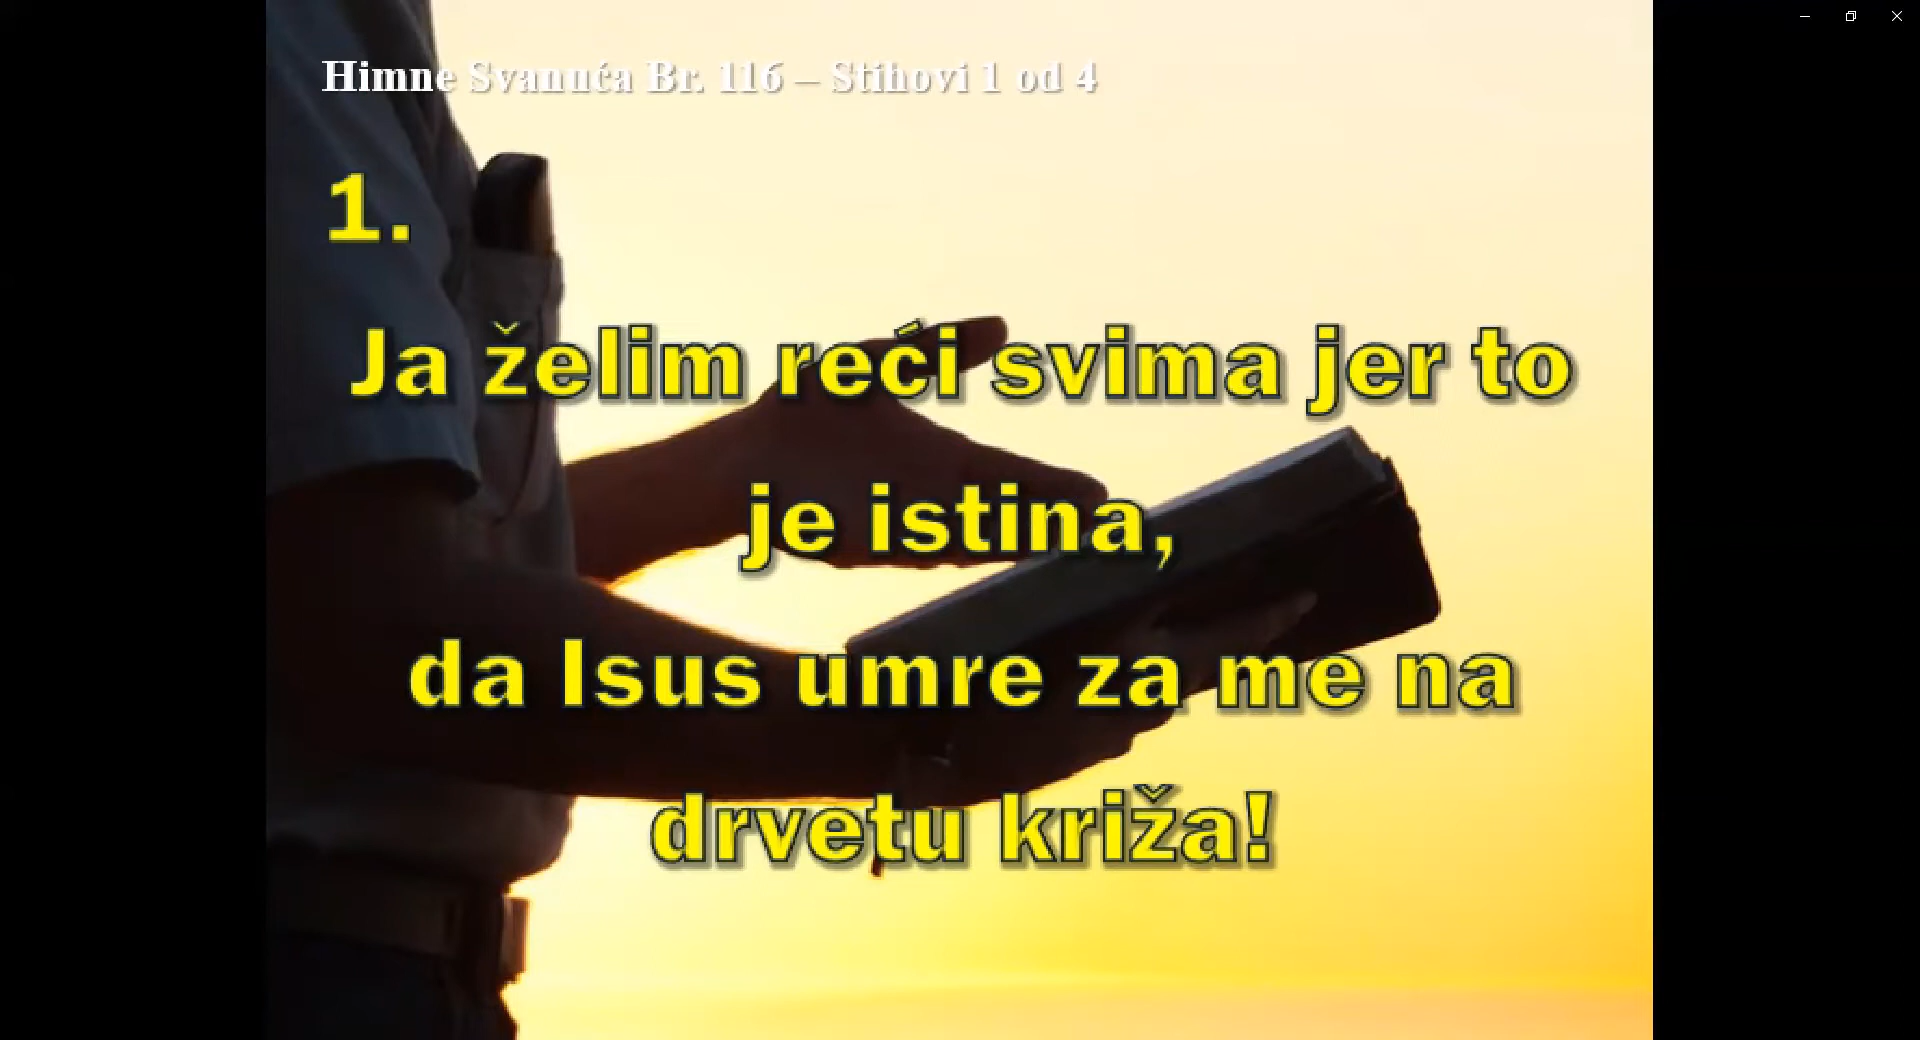 Himne Svanuća Br. 116 – Stihovi 1 od 4
1.
Ja želim reći svima jer to
je istina,
da Isus umre za me na
drvetu križa!